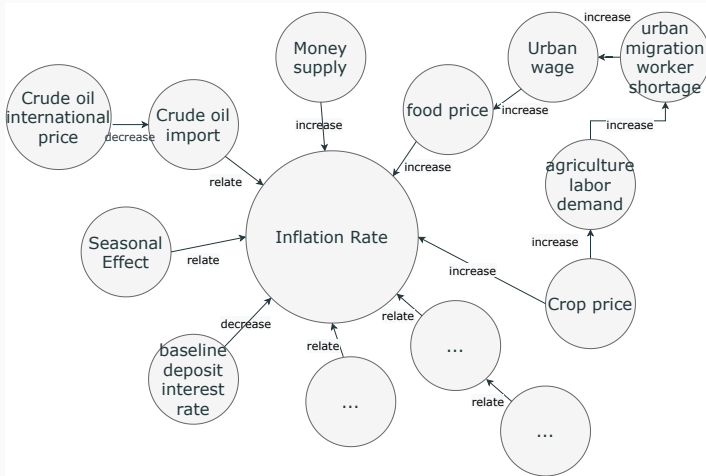 increase
Money
supply
Urban
wage
urban
migration
worker
shortage
increase
Crude oil
international
price
decrease
Crude oil
import
increase
food price
increase
increase
relate
increase
agriculture
labor
demand
Seasonal
Effect
relate
Inflation Rate
increase
increase
Crop price
decrease
relate
relate
baseline
deposit
interest
rate
...
...
relate
...